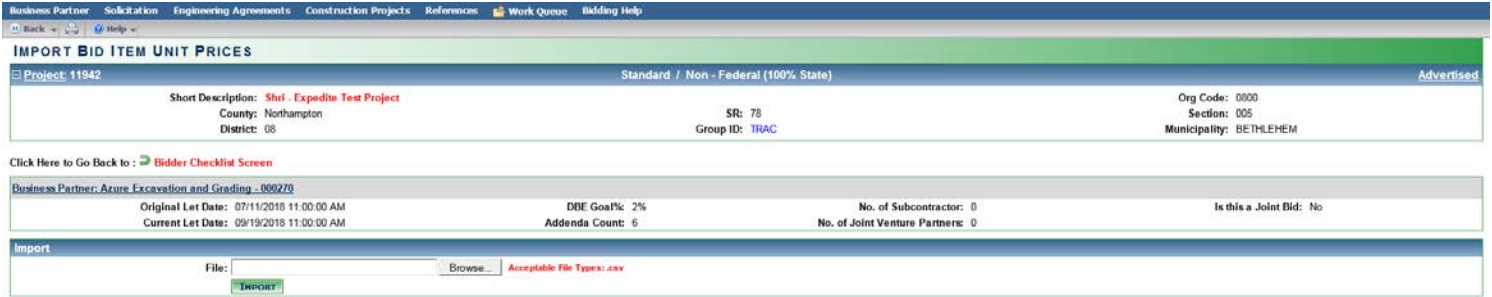 Business Partner Solicitation Engineering Agreements Construction Projects References Work Queue Bidding Help
Back Help
IMPORT BID ITEM UNIT PRICES
Project: 11942 Standard / Non - Federal (100% State) Advertised
Short Description: Shri - Expedite Test Project Org Code: 0800
County: Northampton SR: 78 Section: 005
District: 08 Group ID: TRAC Municipality: BETHLEHEM
Click Here to Go Back to : Bidder Checklist Screen
Business Partner: Azure Excavation and Grading - 000270
Original Let Date: 07/11/2018 11:00:00 AM DBE Goal%: 2% No. of Subcontractor: 0 Is this a Joint Bid: No
Current Let Date: 09/19/2018 11:00:00 AM Addenda Count: 6 No. of Joint Venture Partners: 0
Import
File: Browse... Acceptable File Types: .csv
IMPORT